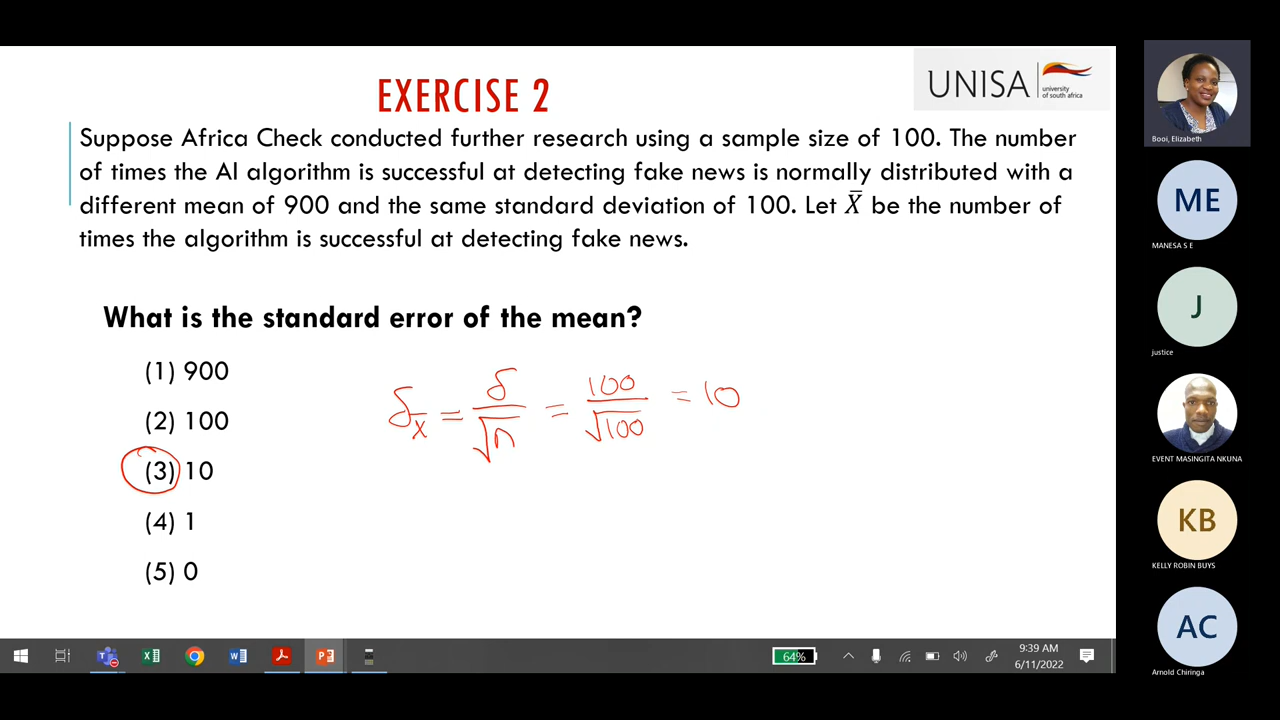 EXERCISE 2
UNISA
university
of south africa
Suppose Africa Check conducted further research using a sample size of 100. The number
of times the AI algorithm is successful at detecting fake news is normally distributed with a
different mean of 900 and the same standard deviation of 100. Let X̄ be the number of
times the algorithm is successful at detecting fake news.
What is the standard error of the mean?
(1) 900
(2) 100
(3) 10
(4) 1
(5) 0
δx̄ = δ/√n = 100/√100 = 10
Booi, Elizabeth
ME
MANESA S E
J
justice
EVENT MASINGITA NKUNA
KB
KELLY ROBIN BUYS
AC
Arnold Chiringa
64%
9:39 AM
6/11/2022